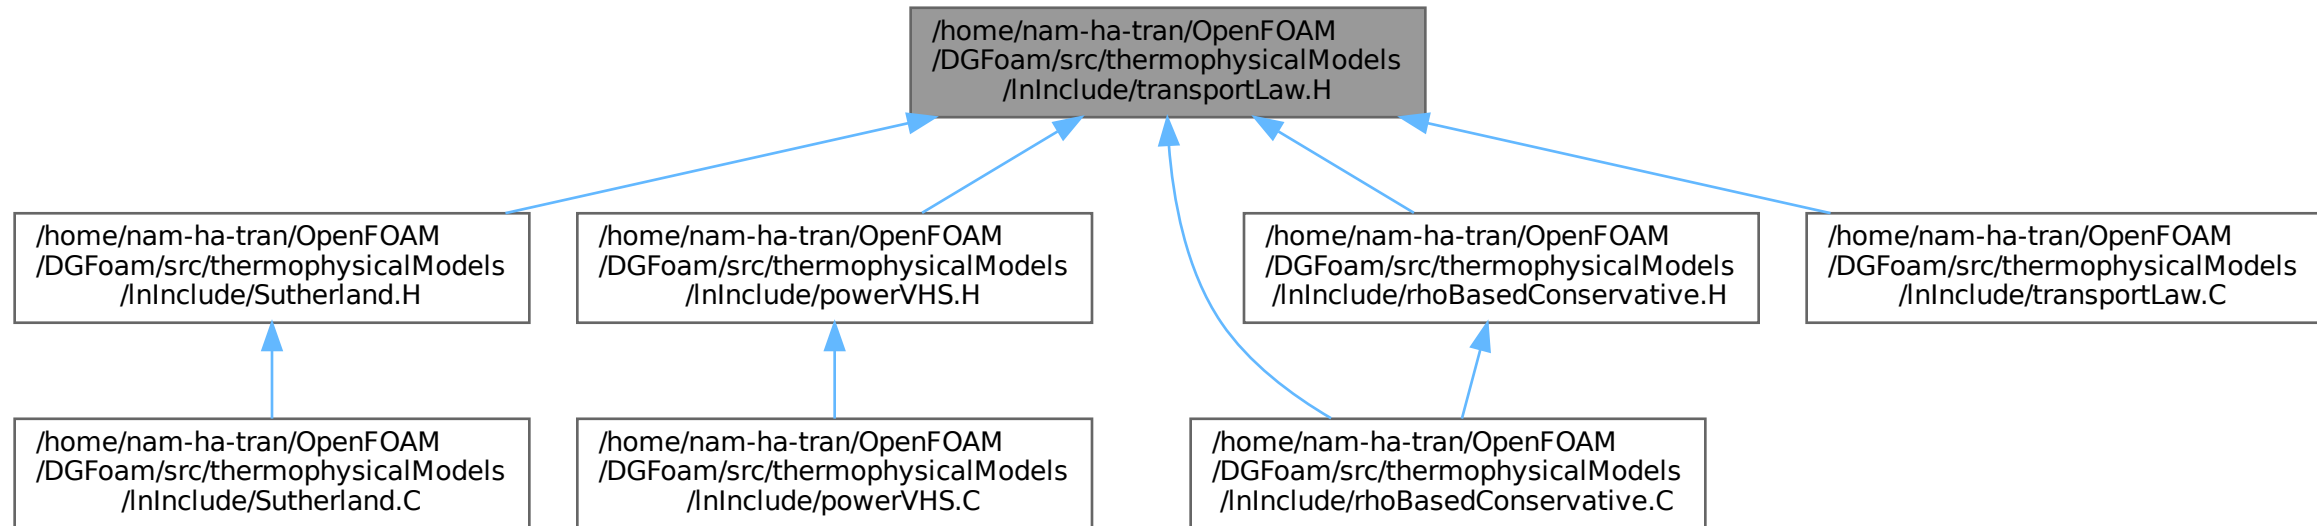 /home/nam-ha-tran/OpenFOAM
/DGFoam/src/thermophysicalModels
/lnInclude/transportLaw.H
/home/nam-ha-tran/OpenFOAM
/DGFoam/src/thermophysicalModels
/lnInclude/Sutherland.H
/home/nam-ha-tran/OpenFOAM
/DGFoam/src/thermophysicalModels
/lnInclude/powerVHS.H
/home/nam-ha-tran/OpenFOAM
/DGFoam/src/thermophysicalModels
/lnInclude/rhoBasedConservative.H
/home/nam-ha-tran/OpenFOAM
/DGFoam/src/thermophysicalModels
/lnInclude/transportLaw.C
/home/nam-ha-tran/OpenFOAM
/DGFoam/src/thermophysicalModels
/lnInclude/Sutherland.C
/home/nam-ha-tran/OpenFOAM
/DGFoam/src/thermophysicalModels
/lnInclude/powerVHS.C
/home/nam-ha-tran/OpenFOAM
/DGFoam/src/thermophysicalModels
/lnInclude/rhoBasedConservative.C